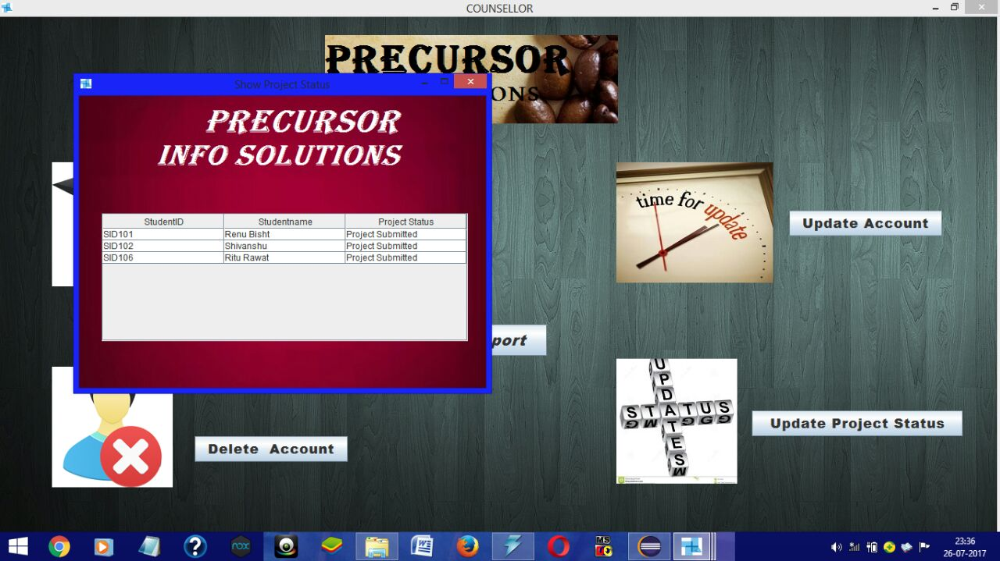 COUNSELLOR
PRECURSOR
ONS
Show Project Status
PRECURSOR
INFO SOLUTIONS
StudentID Studentname Project Status
SID101 Renu Bisht Project Submitted
SID102 Shivanshu Project Submitted
SID106 Ritu Rawat Project Submitted
time for update
Update Account
port
UPDATES
STATUS
Update Project Status
Delete Account
nox
MS
23:36
26-07-2017